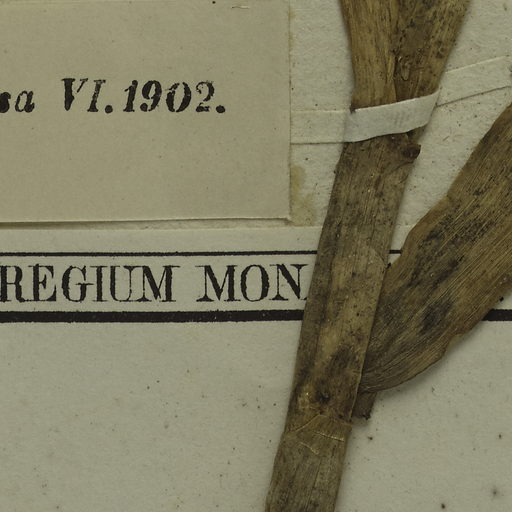 sa VI. 1902.
REGIUM MON